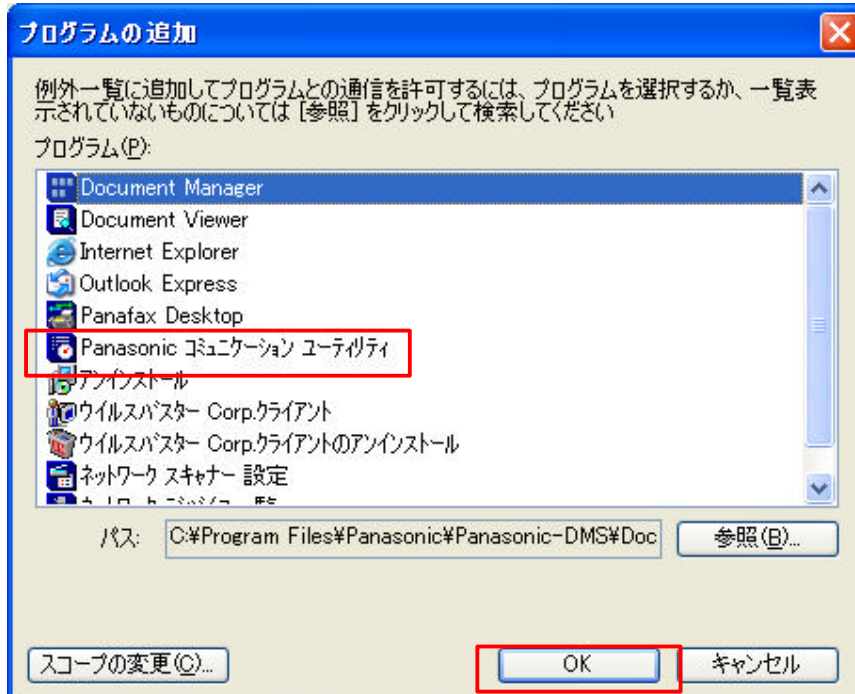 プログラムの追加
例外一覧に追加してプログラムとの通信を許可するには、プログラムを選択するか、一覧表
示されていないものについては [参照] をクリックして検索してください
プログラム(P):
Document Manager
Document Viewer
Internet Explorer
Outlook Express
Panafax Desktop
Panasonic コミュニケーション ユーティリティ
アンインストール
ウイルスバスター Corp.クライアント
ウイルスバスター Corp.クライアントのアンインストール
ネットワーク スキャナー 設定
パス: C:¥Program Files¥Panasonic¥Panasonic-DMS¥Doc 参照(B)...
スコープの変更(C)... OK キャンセル